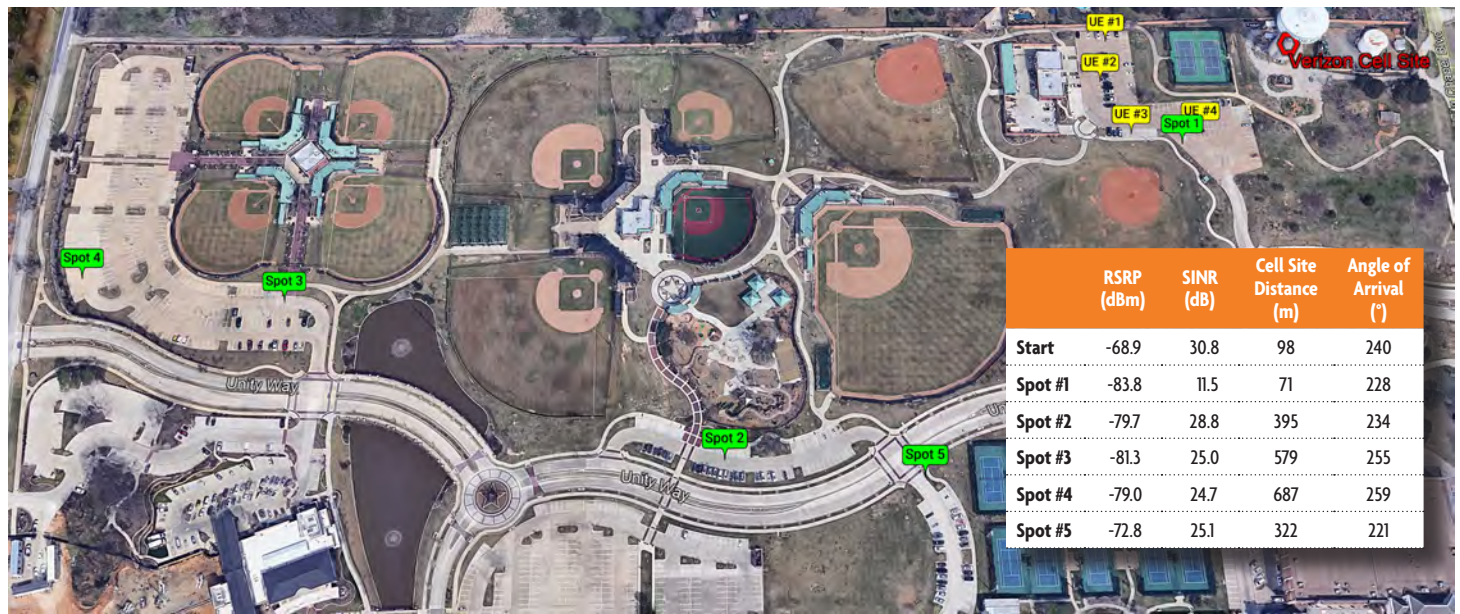 UE #1
UE #2
Verizon Cell Site
UE #3
UE #4
Spot 1
Spot 4
Spot 3
Unity Way
Spot 2
Spot 5
Unity Way
RSRP (dBm) SINR (dB) Cell Site Distance (m) Angle of Arrival (°)
Start -68.9 30.8 98 240
Spot #1 -83.8 11.5 71 228
Spot #2 -79.7 28.8 395 234
Spot #3 -81.3 25.0 579 255
Spot #4 -79.0 24.7 687 259
Spot #5 -72.8 25.1 322 221